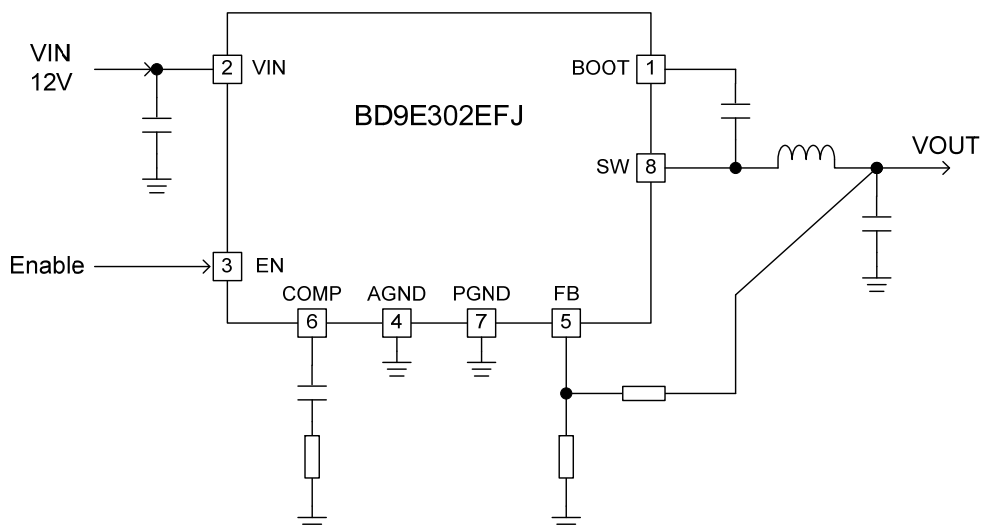 VIN
12V
2
VIN
BOOT
1
BD9E302EFJ
SW
8
VOUT
Enable
3
EN
COMP
AGND
PGND
FB
6
4
7
5